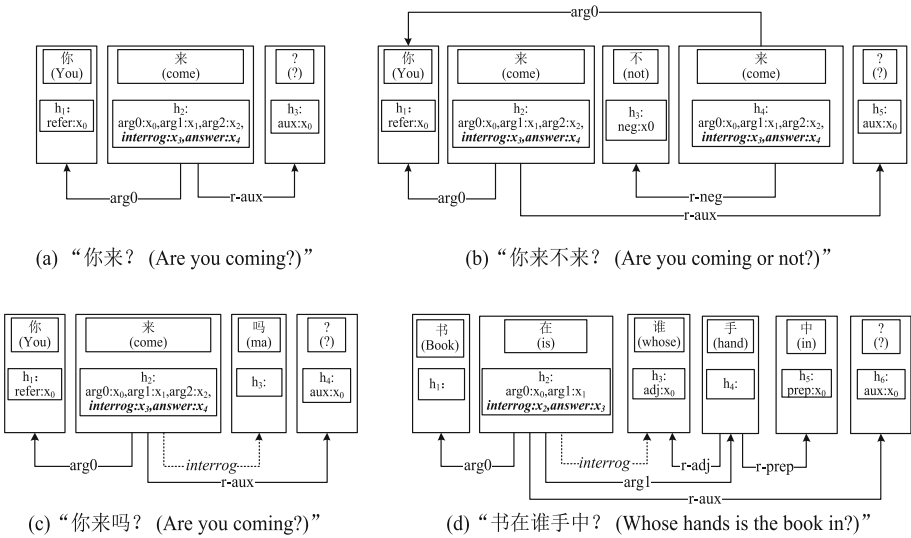 arg0
你
(You)
h₁:
refer:x₀
来
(come)
h₂:
arg0:x₀,arg1:x₁,arg2:x₂,
interrog:x₃,answer:x₄
?
(?)
h₃:
aux:x₀
arg0
r-aux
(a) “你来？ (Are you coming?)”
你
(You)
h₁:
refer:x₀
来
(come)
h₂:
arg0:x₀,arg1:x₁,arg2:x₂,
interrog:x₃,answer:x₄
不
(not)
h₃:
neg:x0
来
(come)
h₄:
arg0:x₀,arg1:x₁,arg2:x₂,
interrog:x₃,answer:x₄
?
(?)
h₅:
aux:x₀
arg0
r-neg
r-aux
(b) “你来不来？ (Are you coming or not?)”
你
(You)
h₁:
refer:x₀
来
(come)
h₂:
arg0:x₀,arg1:x₁,arg2:x₂,
interrog:x₃,answer:x₄
吗
(ma)
h₃:
?
(?)
h₄:
aux:x₀
arg0
interrog
r-aux
(c) “你来吗？ (Are you coming?)”
书
(Book)
h₁:
在
(is)
h₂:
arg0:x₀,arg1:x₁
interrog:x₂,answer:x₃
谁
(whose)
h₃:
adj:x₀
手
(hand)
h₄:
中
(in)
h₅:
prep:x₀
?
(?)
h₆:
aux:x₀
arg0
interrog
r-adj
r-prep
arg1
r-aux
(d) “书在谁手中？ (Whose hands is the book in?)”